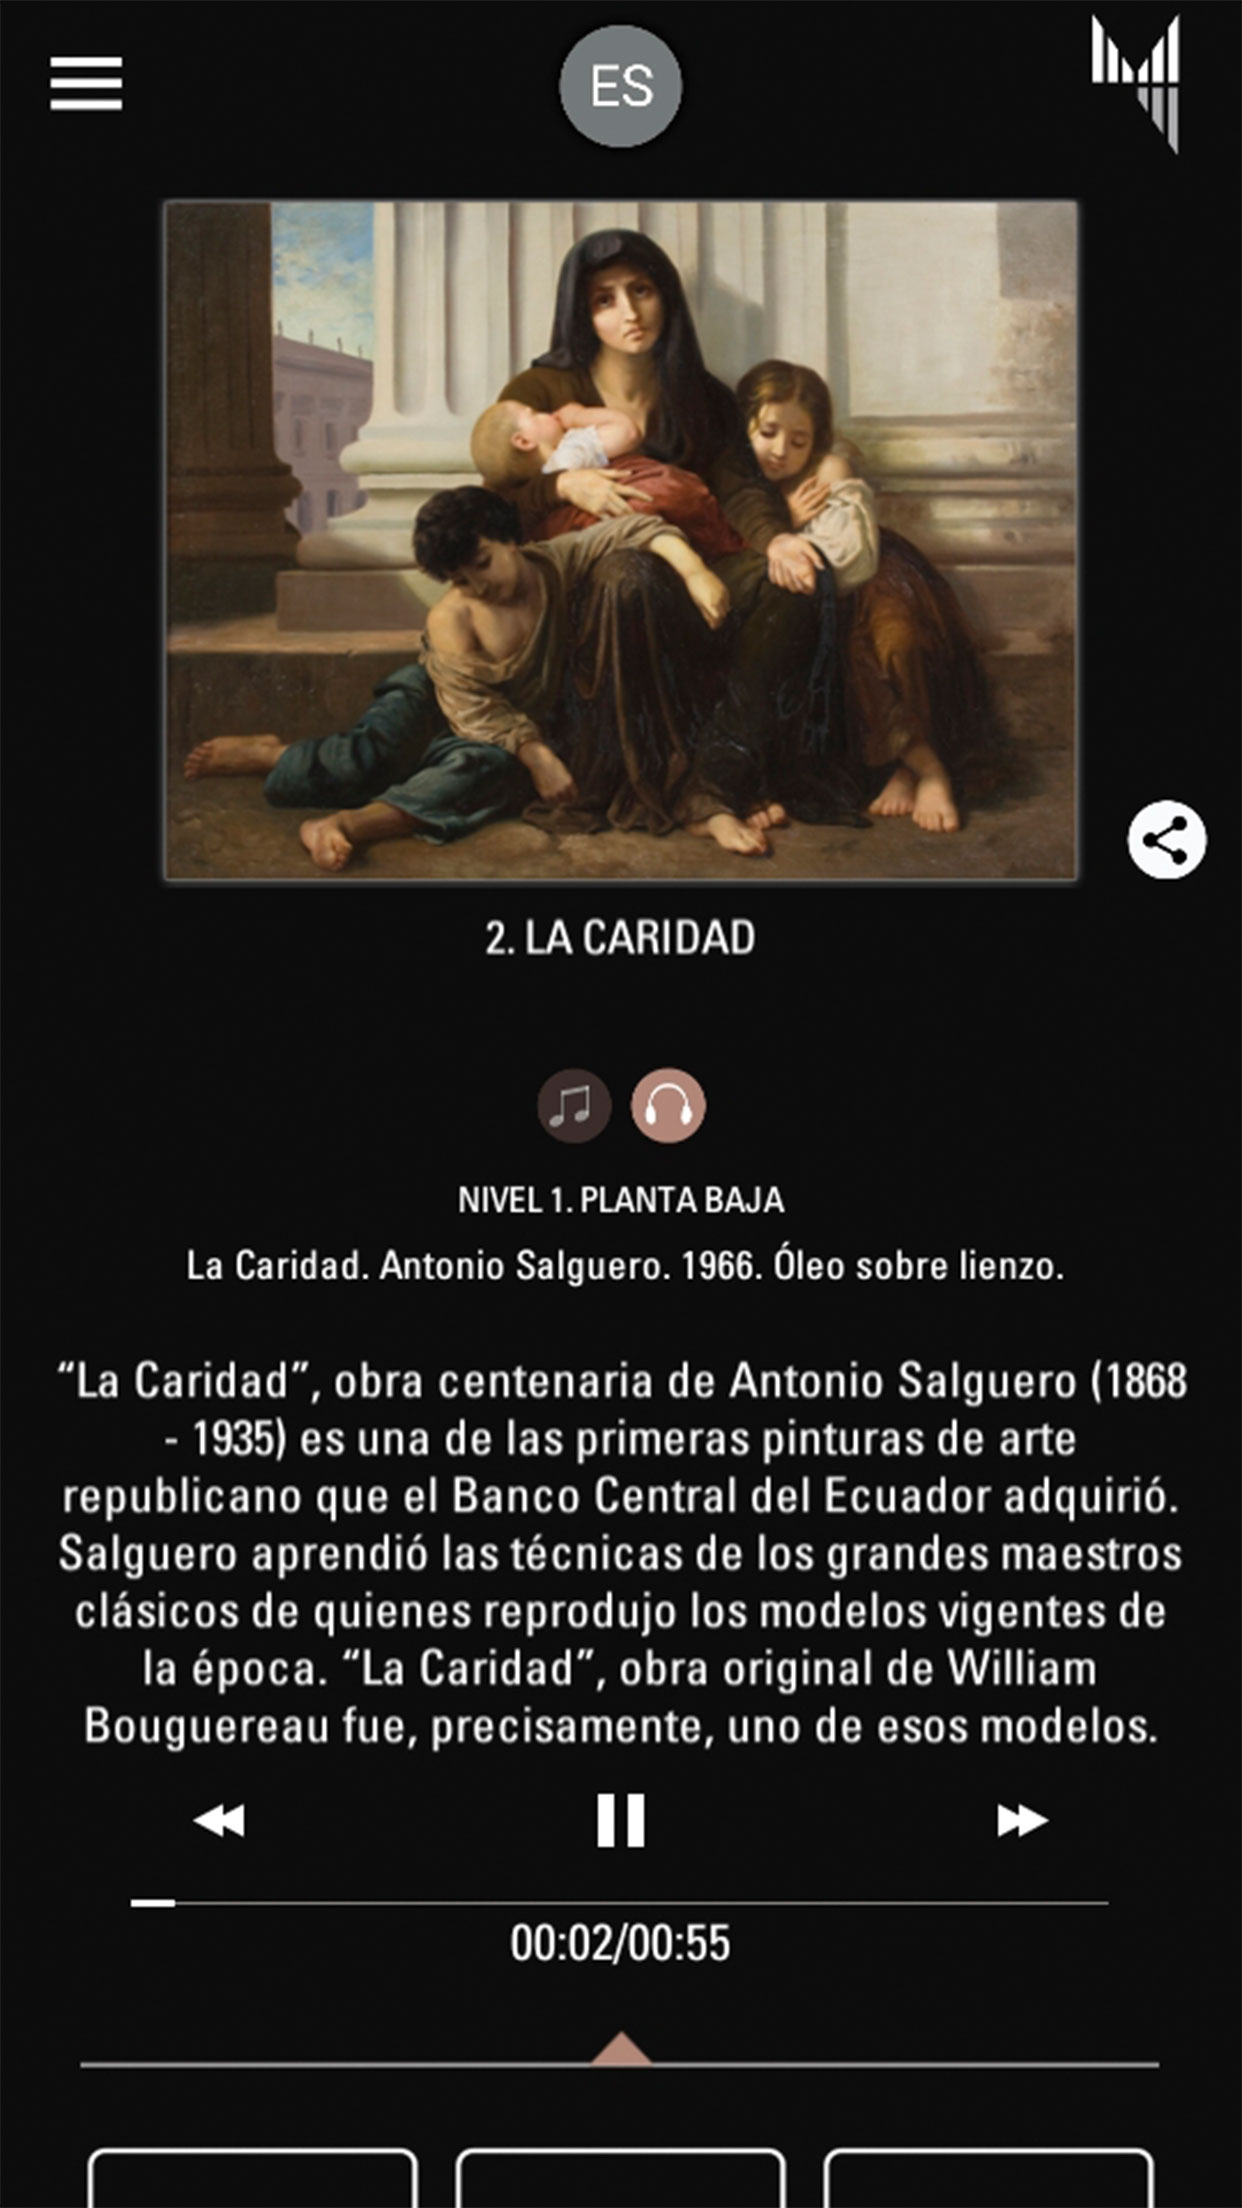 ES
2. LA CARIDAD
NIVEL 1. PLANTA BAJA
La Caridad. Antonio Salguero. 1966. Óleo sobre lienzo.
“La Caridad”, obra centenaria de Antonio Salguero (1868
- 1935) es una de las primeras pinturas de arte
republicano que el Banco Central del Ecuador adquirió.
Salguero aprendió las técnicas de los grandes maestros
clásicos de quienes reprodujo los modelos vigentes de
la época. “La Caridad”, obra original de William
Bouguereau fue, precisamente, uno de esos modelos.
00:02/00:55